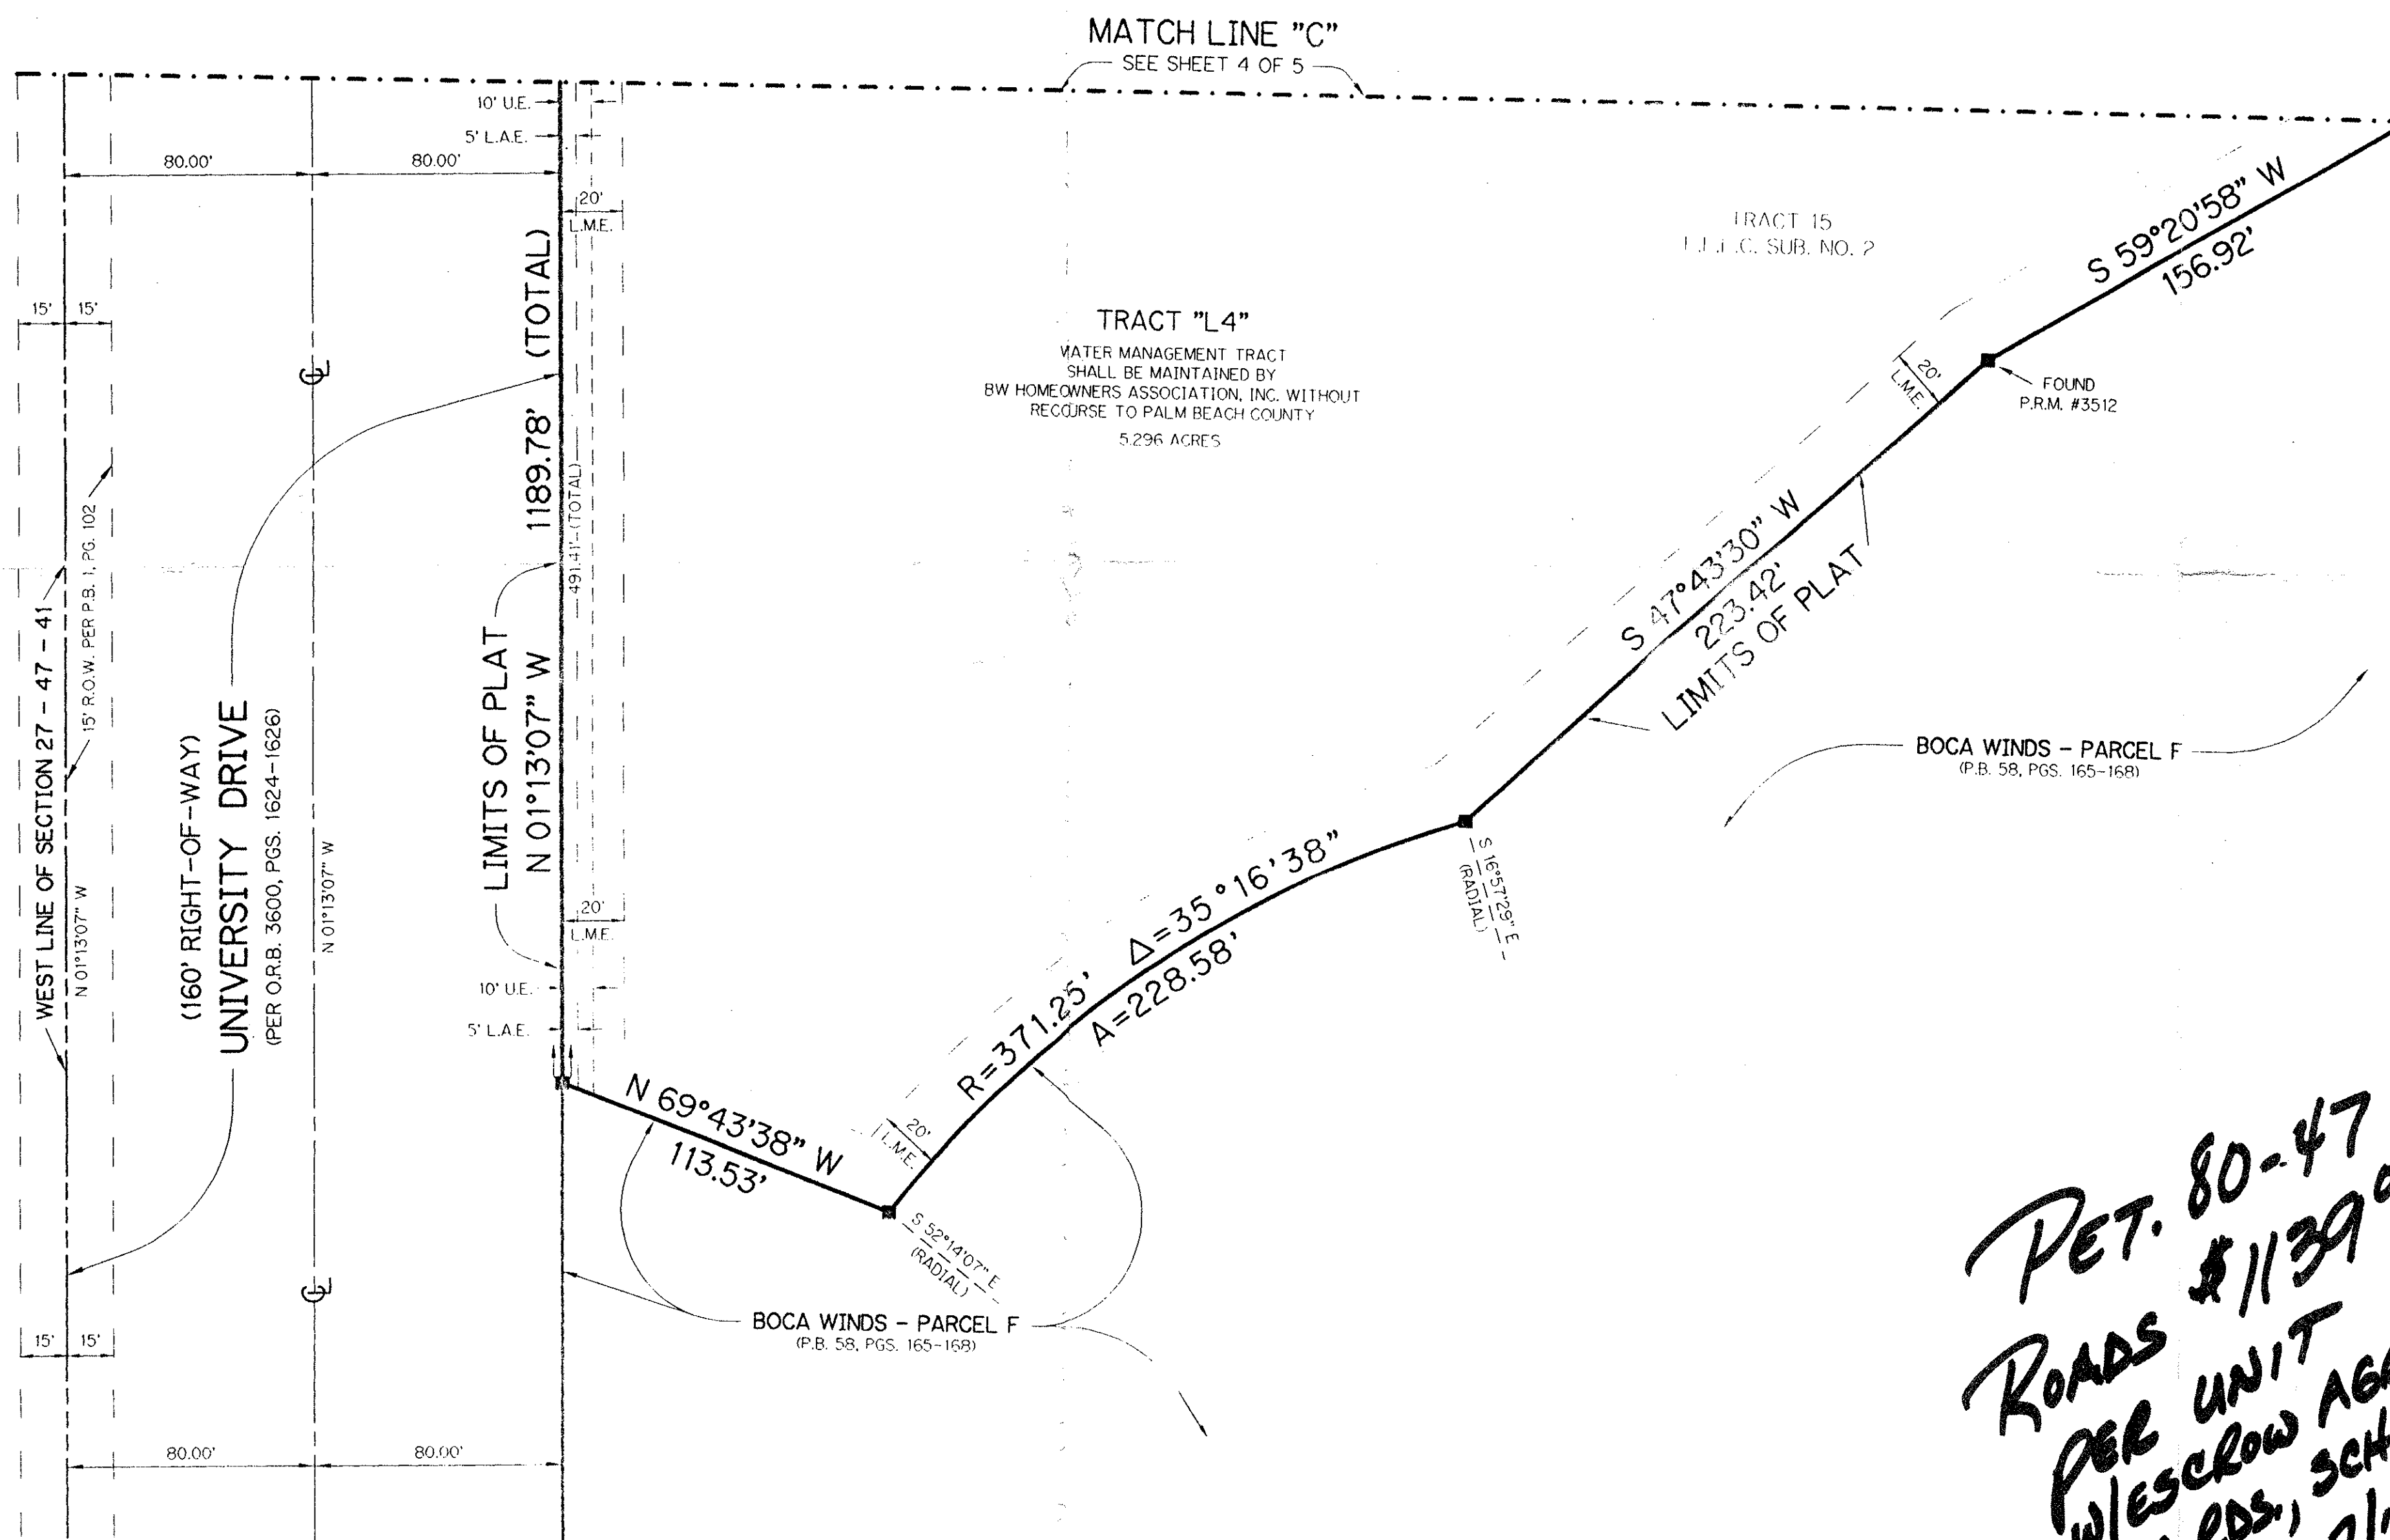 MATCH LINE "C"
SEE SHEET 4 OF 5
10' U.E.
5' L.A.E.
80.00'
80.00'
20'
L.M.E.
TRACT 15
C. SUB. NO. 2
S 59°20'58" W
156.92'
15'
15'
TRACT "L4"
WATER MANAGEMENT TRACT
SHALL BE MAINTAINED BY
BW HOMEOWNERS ASSOCIATION, INC. WITHOUT
RECOURSE TO PALM BEACH COUNTY
5.296 ACRES
20'
L.M.E.
FOUND
P.R.M. #3512
WEST LINE OF SECTION 27 - 47 - 41
N 01°13'07" W
15' R.O.W. PER P.B. 1, PG. 102
(160' RIGHT-OF-WAY)
UNIVERSITY DRIVE
(PER O.R.B. 3600, PGS. 1624-1626)
N 01°13'07" W
LIMITS OF PLAT
N 01°13'07" W 1189.78' (TOTAL)
491.41' (TOTAL)
S 47°43'30" W
223.42'
LIMITS OF PLAT
BOCA WINDS - PARCEL F
(P.B. 58, PGS. 165-168)
S 16°57'29" E
(RADIAL)
R=371.25' Δ=35°16'38"
A=228.58'
20'
L.M.E.
10' U.E.
5' L.A.E.
N 69°43'38" W
113.53'
20'
L.M.E.
S 52°14'07" E
(RADIAL)
BOCA WINDS - PARCEL F
(P.B. 58, PGS. 165-168)
15'
15'
80.00'
80.00'
PET. 80-47
ROADS $1139
PER UNIT
W/ESCROW
RDS.,